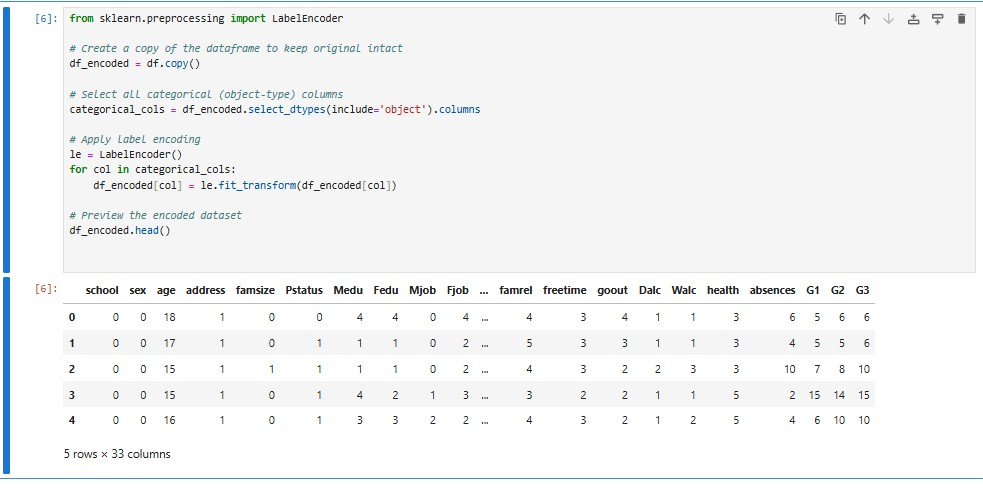 [6]: from sklearn.preprocessing import LabelEncoder
# Create a copy of the dataframe to keep original intact
df_encoded = df.copy()
# Select all categorical (object-type) columns
categorical_cols = df_encoded.select_dtypes(include='object').columns
# Apply label encoding
le = LabelEncoder()
for col in categorical_cols:
    df_encoded[col] = le.fit_transform(df_encoded[col])
# Preview the encoded dataset
df_encoded.head()
[6]: school sex age address famsize Pstatus Medu Fedu Mjob Fjob ... famrel freetime goout Dalc Walc health absences G1 G2 G3
0 0 0 18 1 0 0 4 4 0 4 ... 4 3 4 1 1 3 6 5 6 6
1 0 0 17 1 0 1 1 1 0 2 ... 5 3 3 1 1 3 4 5 5 6
2 0 0 15 1 1 1 1 1 0 2 ... 4 3 2 2 3 3 10 7 8 10
3 0 0 15 1 0 1 4 2 1 3 ... 3 2 2 1 1 5 2 15 14 15
4 0 0 16 1 0 1 3 3 2 2 ... 4 3 2 1 2 5 4 6 10 10
5 rows × 33 columns